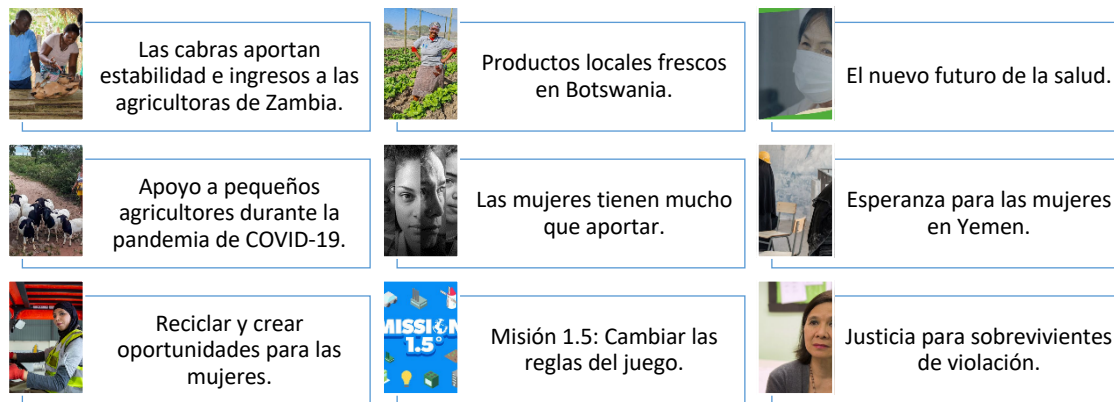 Las cabras aportan
estabilidad e ingresos a las
agricultoras de Zambia.
Productos locales frescos
en Botswania.
El nuevo futuro de la salud.
Apoyo a pequeños
agricultores durante la
pandemia de COVID-19.
Las mujeres tienen mucho
que aportar.
Esperanza para las mujeres
en Yemen.
Reciclar y crear
oportunidades para las
mujeres.
MISSION
1.5°
Misión 1.5: Cambiar las
reglas del juego.
Justicia para sobrevivientes
de violación.